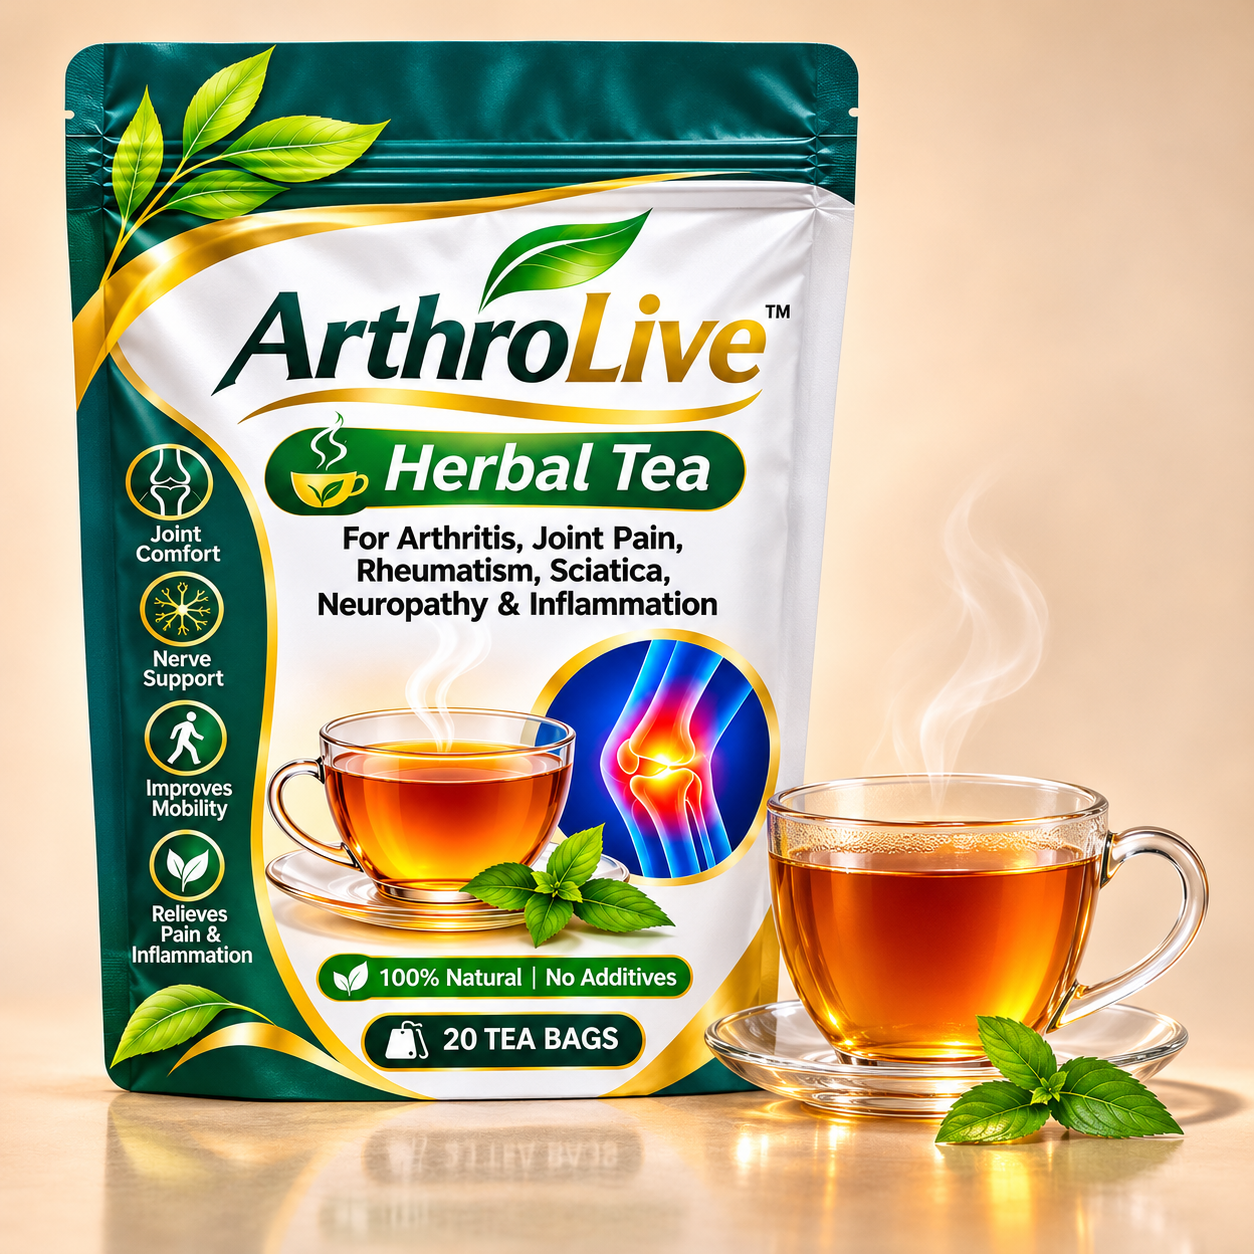 ArthroLive™
Herbal Tea
For Arthritis, Joint Pain,
Rheumatism, Sciatica,
Neuropathy & Inflammation
Joint
Comfort
Nerve
Support
Improves
Mobility
Relieves
Pain &
Inflammation
100% Natural | No Additives
20 TEA BAGS